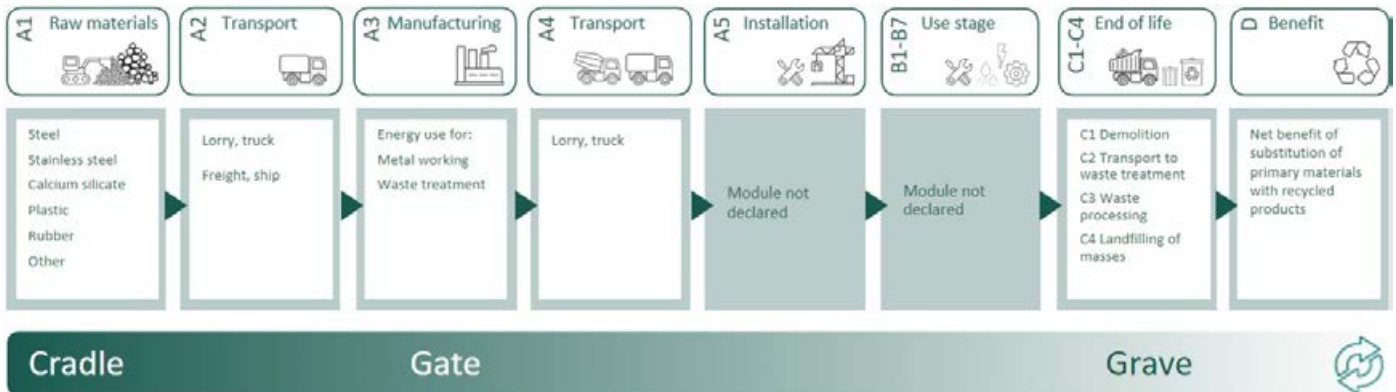 A1
Raw materials
A2
Transport
A3
Manufacturing
A4
Transport
A5
Installation
B1-B7
Use stage
C1-C4
End of life
D
Benefit
Steel
Stainless steel
Calcium silicate
Plastic
Rubber
Other
Lorry, truck
Freight, ship
Energy use for:
Metal working
Waste treatment
Lorry, truck
Module not
declared
Module not
declared
C1 Demolition
C2 Transport to
waste treatment
C3 Waste
processing
C4 Landfilling of
masses
Net benefit of
substitution of
primary materials
with recycled
products
Cradle
Gate
Grave